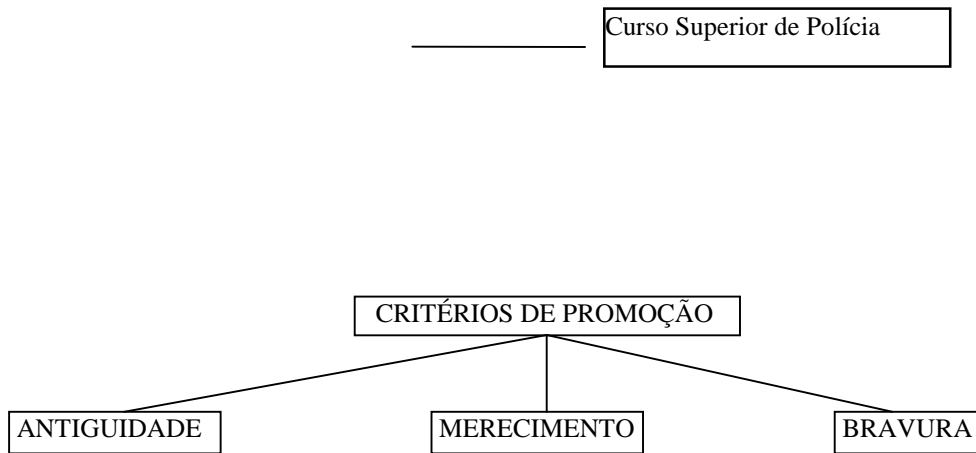 Curso Superior de Polícia
CRITÉRIOS DE PROMOÇÃO
ANTIGUIDADE MERECIMENTO BRAVURA